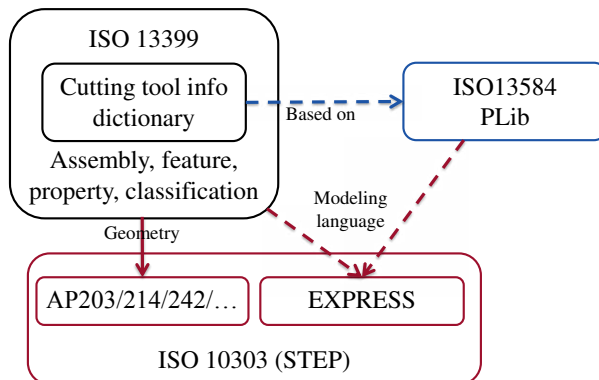 ISO 13399
Cutting tool info
dictionary
Assembly, feature,
property, classification
Based on
ISO13584
PLib
Geometry
Modeling
language
AP203/214/242/…
EXPRESS
ISO 10303 (STEP)